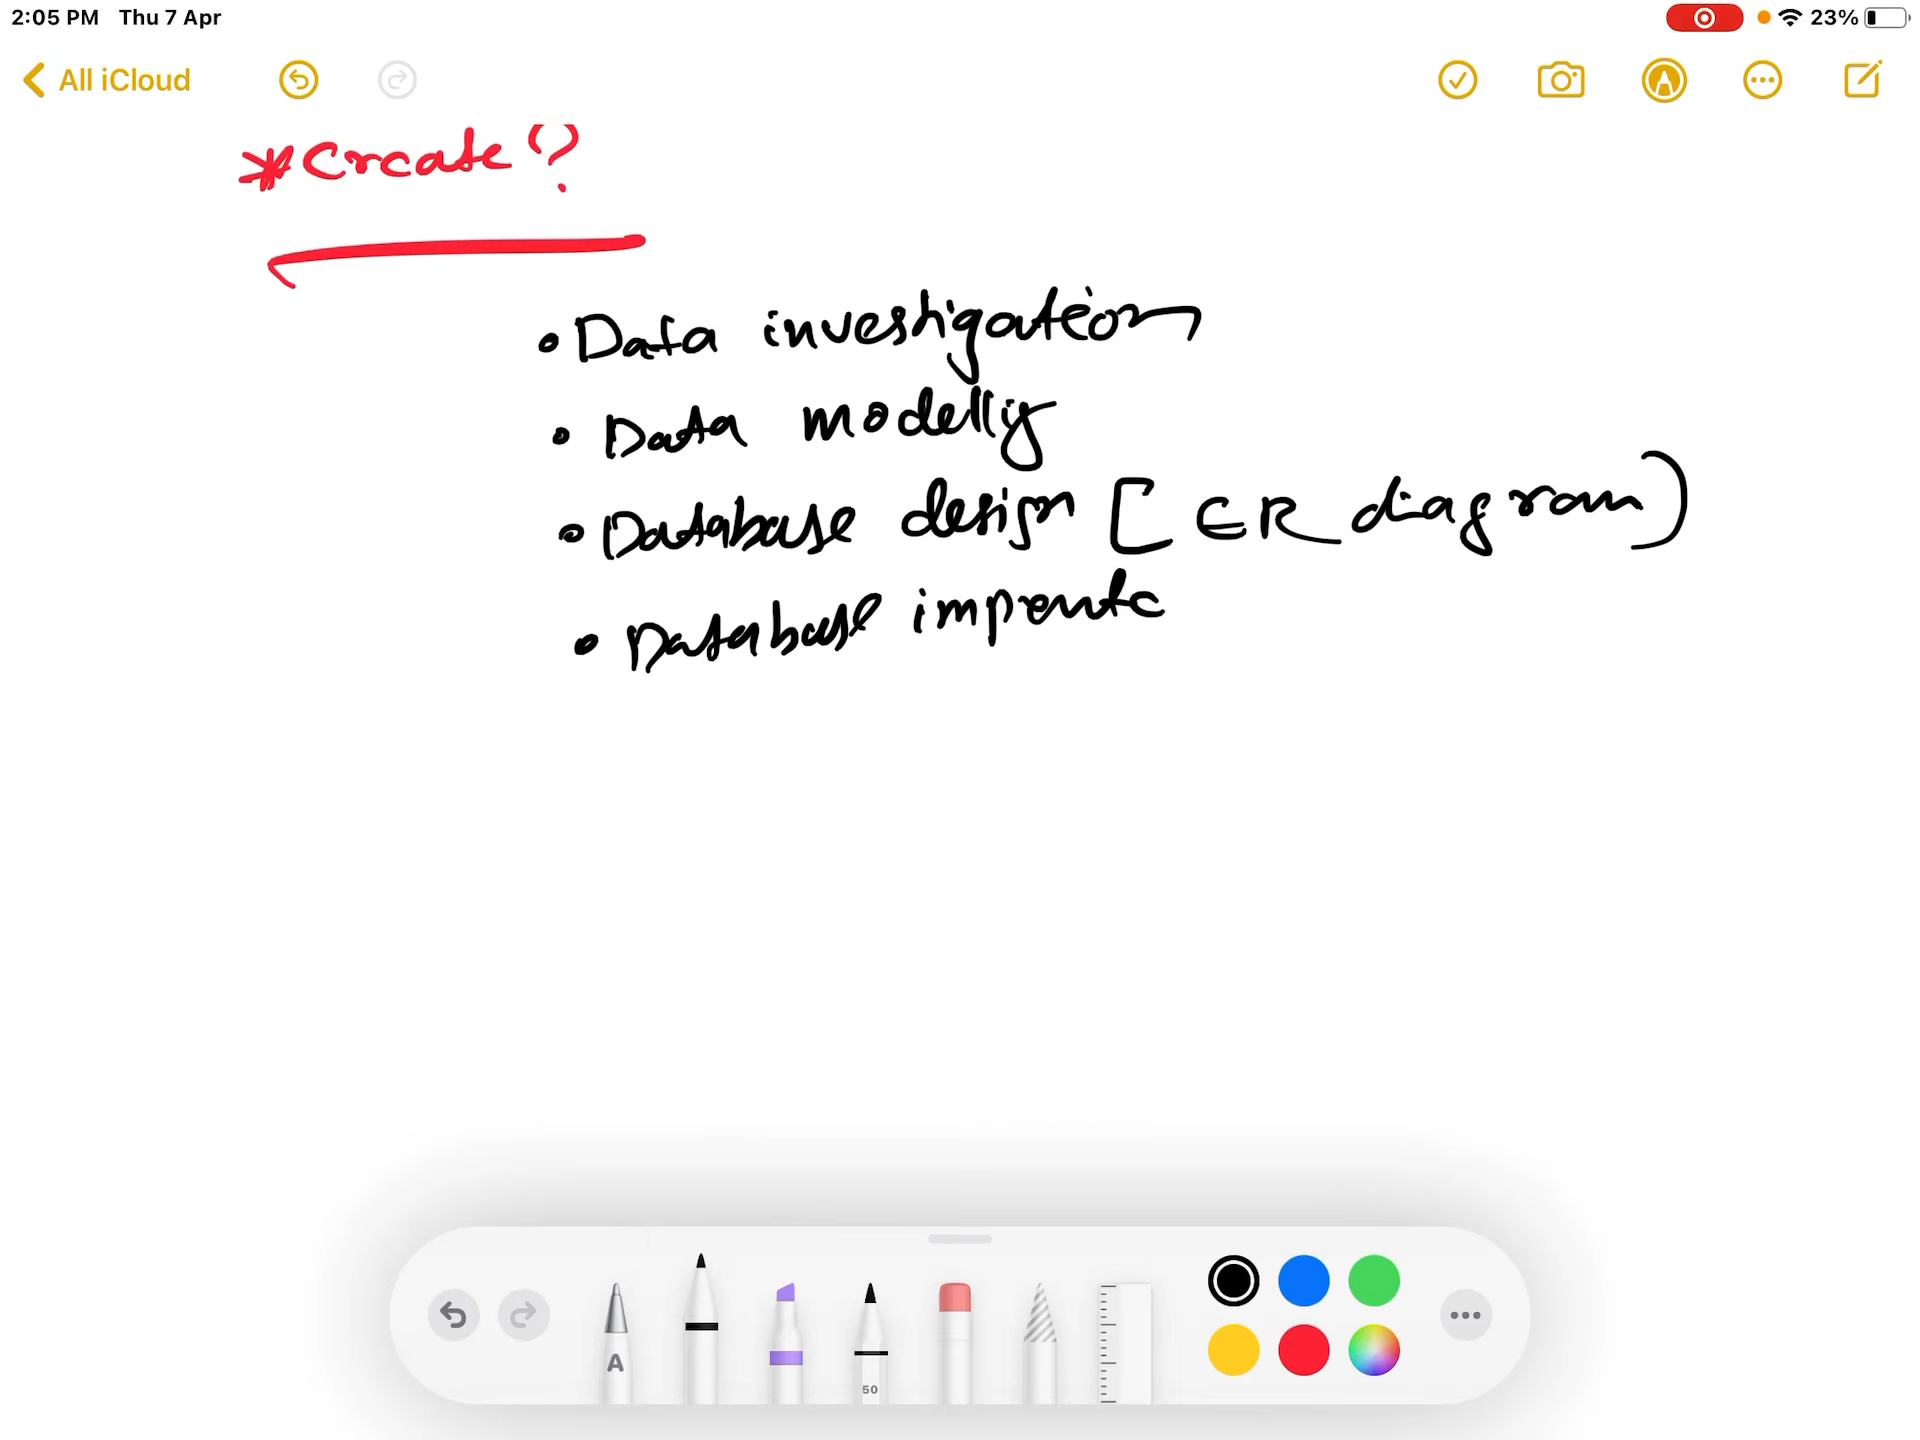 2:05 PM Thu 7 Apr
23%
All iCloud
*Create?
• Data investigation
• Data modellig
• Database design [ER diagram)
• Database
A
50